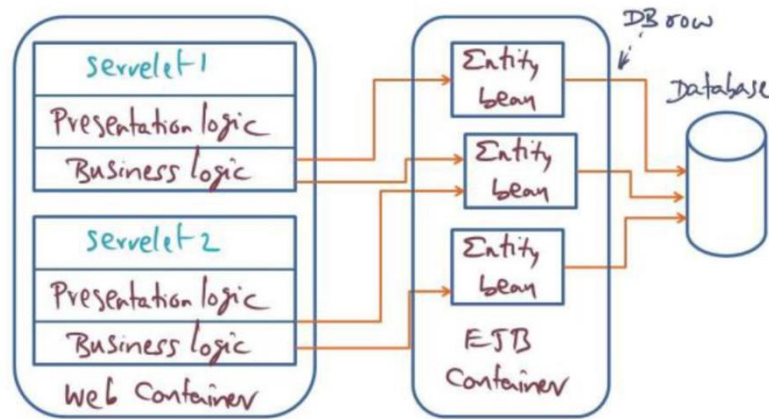 Servelet-1
Presentation logic
Business logic
Servelet-2
Presentation logic
Business logic
Web Container
Entity
bean
Entity
bean
Entity
bean
EJB
Container
DB row
Database